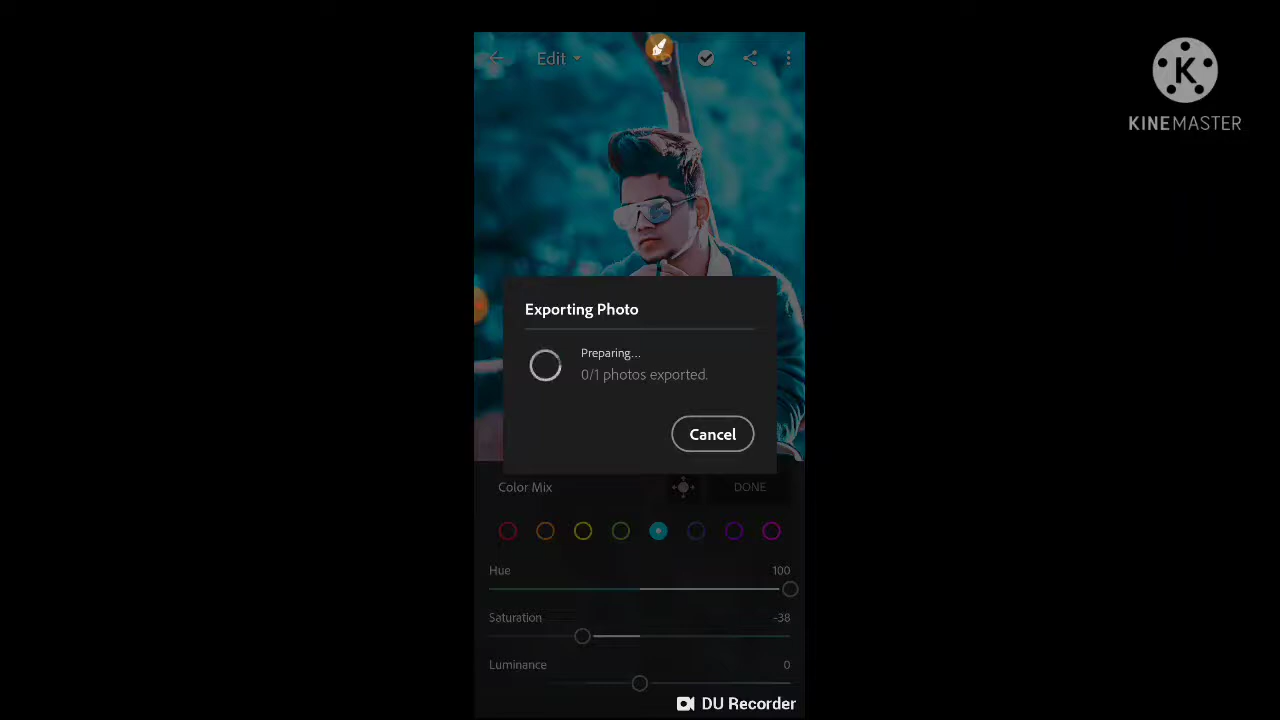 Edit
KINEMASTER
Exporting Photo
Preparing...
0/1 photos exported.
Cancel
Color Mix
DONE
Hue
100
Saturation
-38
Luminance
0
DU Recorder